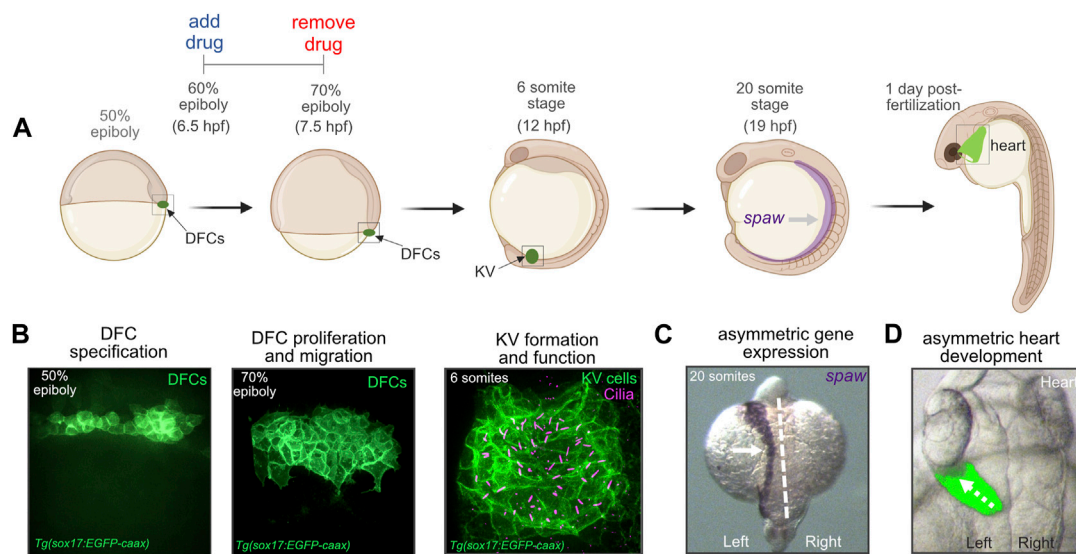 add
drug
remove
drug
A
50%
epiboly
60%
epiboly
(6.5 hpf)
70%
epiboly
(7.5 hpf)
6 somite
stage
(12 hpf)
20 somite
stage
(19 hpf)
1 day post-
fertilization
DFCs
DFCs
KV
spaw
heart
B
DFC
specification
50%
epiboly
DFCs
Tg(sox17:EGFP-caax)
DFC proliferation
and migration
70%
epiboly
DFCs
Tg(sox17:EGFP-caax)
KV formation
and function
6 somites
KV cells
Cilia
Tg(sox17:EGFP-caax)
C
asymmetric gene
expression
20 somites
spaw
Left
Right
D
asymmetric heart
development
Heart
Left
Right